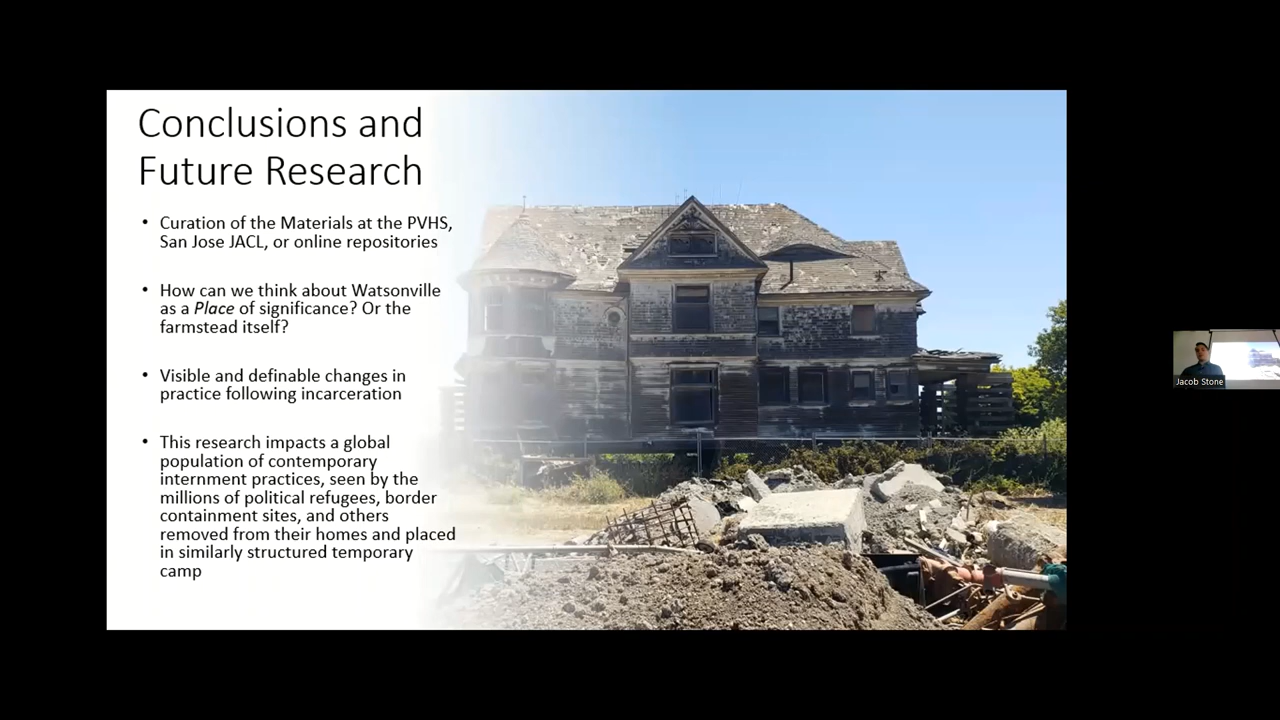 Conclusions and
Future Research
• Curation of the Materials at the PVHS,
San Jose JACL, or online repositories
• How can we think about Watsonville
as a Place of significance? Or the
farmstead itself?
• Visible and definable changes in
practice following incarceration
• This research impacts a global
population of contemporary
internment practices, seen by the
millions of political refugees, border
containment sites, and others
removed from their homes and placed
in similarly structured temporary
camp
Jacob Stone